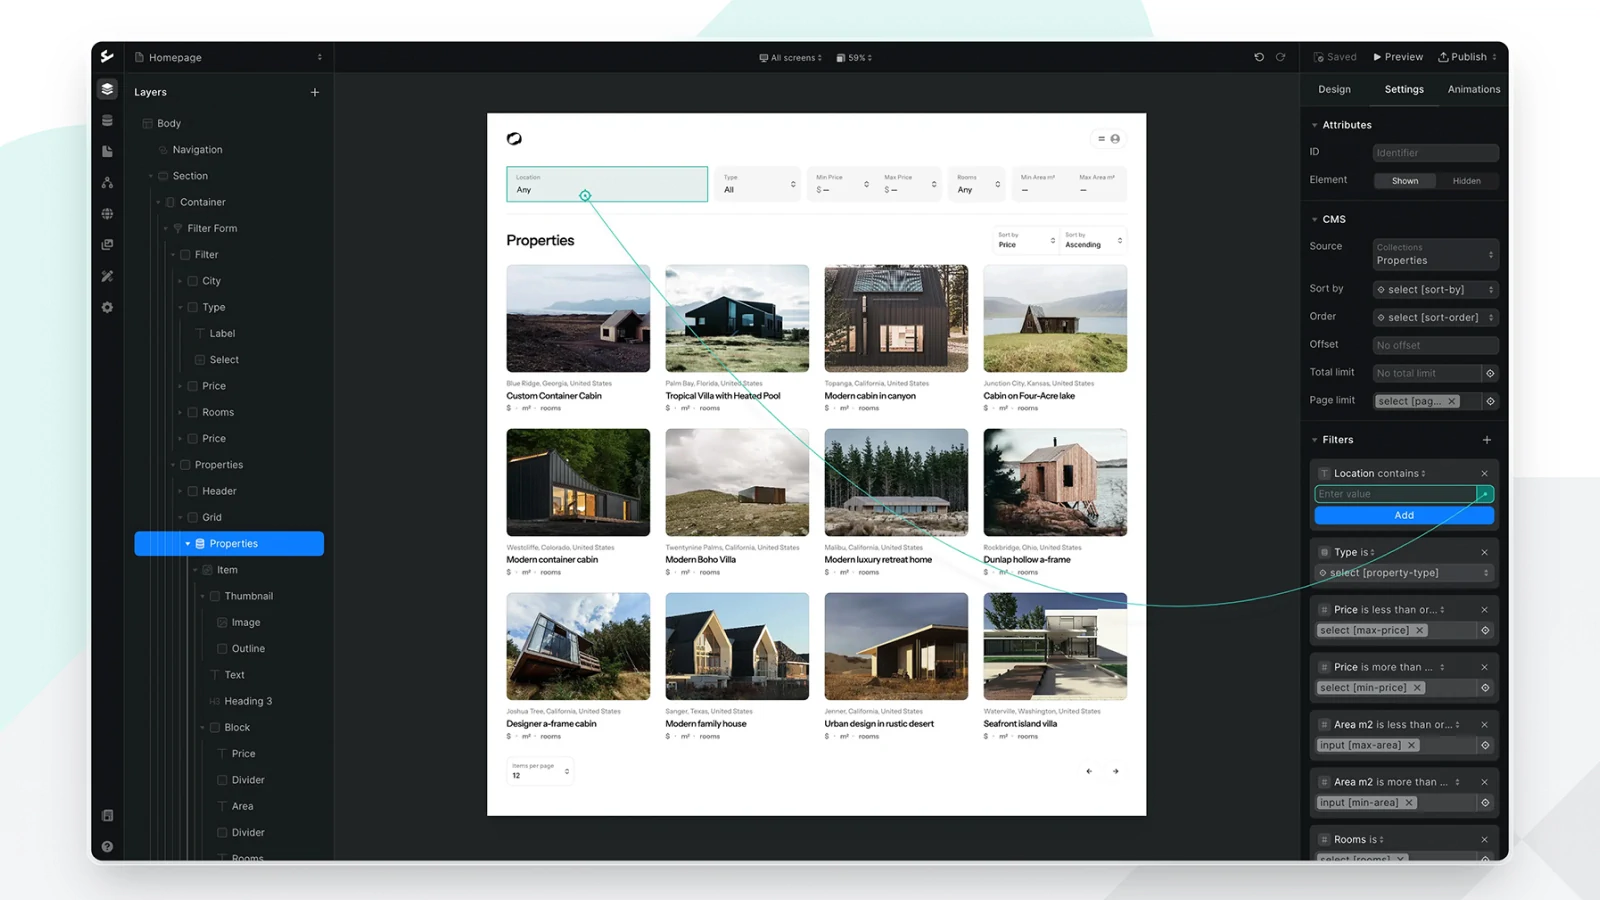 Homepage
All screens
59%
Saved
Preview
Publish
Layers
Body
Navigation
Section
Container
Filter Form
Filter
City
Type
Label
Select
Price
Rooms
Price
Properties
Header
Grid
Properties
Item
Thumbnail
Image
Outline
Text
Heading 3
Block
Price
Divider
Area
Divider
Rooms
Location
Any
Type
All
Min Price
$ –
Max Price
$ –
Rooms
Any
Min Area m²
–
Max Area m²
–
Properties
Sort by
Price
Sort by
Ascending
Blue Ridge, Georgia, United States
Custom Container Cabin
$ · m² · rooms
Palm Bay, Florida, United States
Tropical Villa with Heated Pool
$ · m² · rooms
Topanga, California, United States
Modern cabin in canyon
$ · m² · rooms
Junction City, Kansas, United States
Cabin on Four-Acre lake
$ · m² · rooms
Westcliffe, Colorado, United States
Modern container cabin
$ · m² · rooms
Twentynine Palms, California, United States
Modern Boho Villa
$ · m² · rooms
Malibu, California, United States
Modern luxury retreat home
$ · m² · rooms
Rockbridge, Ohio, United States
Dunlap hollow a-frame
$ · m² · rooms
Joshua Tree, California, United States
Designer a-frame cabin
$ · m² · rooms
Sanger, Texas, United States
Modern family house
$ · m² · rooms
Jenner, California, United States
Urban design in rustic desert
$ · m² · rooms
Waterville, Washington, United States
Seafront island villa
$ · m² · rooms
Items per page
12
Design
Settings
Animations
Attributes
ID
Identifier
Element
Shown
Hidden
CMS
Source
Collections
Properties
Sort by
select [sort-by]
Order
select [sort-order]
Offset
No offset
Total limit
No total limit
Page limit
select [pag...
Filters
Location contains
Enter value
Add
Type is
select [property-type]
Price is less than or...
select [max-price]
Price is more than ...
select [min-price]
Area m2 is less than or...
input [max-area]
Area m2 is more than ...
input [min-area]
Rooms is
select [rooms]